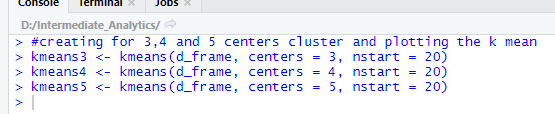 Console Terminal × Jobs ×
D:/Intermediate_Analytics/
> #creating for 3,4 and 5 centers cluster and plotting the k mean
> kmeans3 <- kmeans(d_frame, centers = 3, nstart = 20)
> kmeans4 <- kmeans(d_frame, centers = 4, nstart = 20)
> kmeans5 <- kmeans(d_frame, centers = 5, nstart = 20)
>